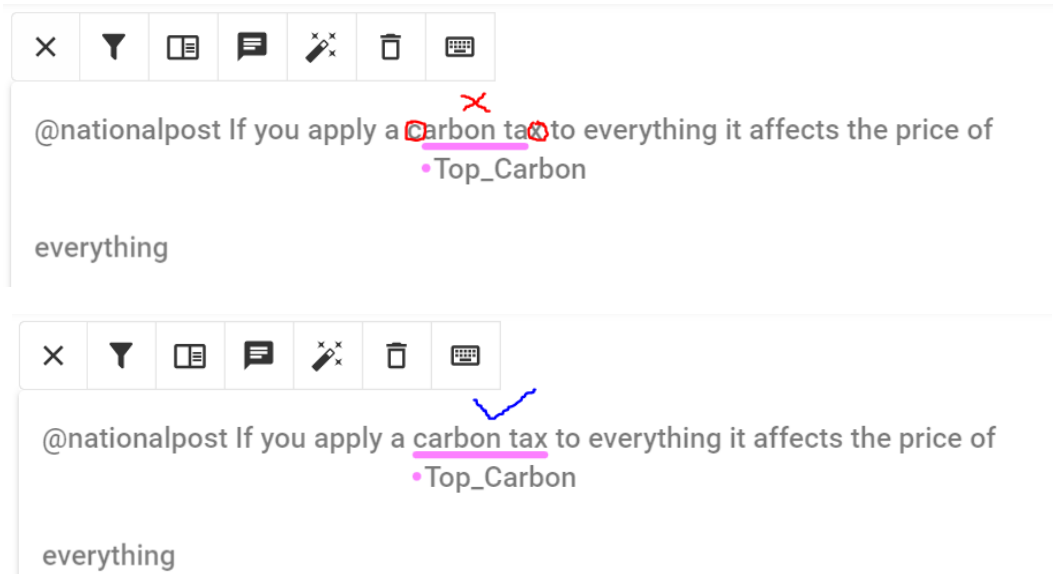 @nationalpost If you apply a carbon tax to everything it affects the price of
Top_Carbon
everything
@nationalpost If you apply a carbon tax to everything it affects the price of
Top_Carbon
everything